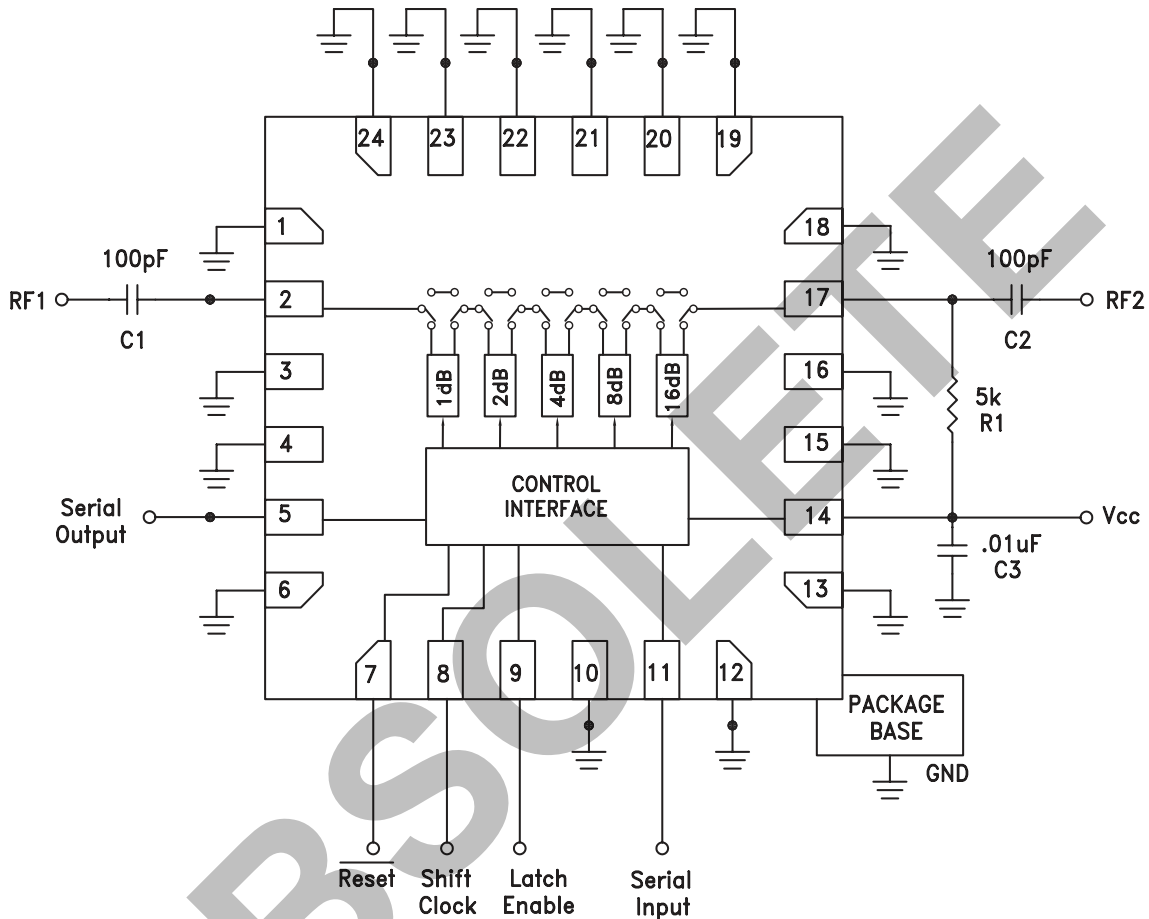 24 23 22 21 20 19
1
18
100pF
100pF
RF1
2
17
RF2
C1
C2
3
1dB 2dB 4dB 8dB 16dB
16
5k
R1
4
15
CONTROL
INTERFACE
Serial
Output
5
14
Vcc
.01uF
C3
6
13
7 8 9 10 11 12
PACKAGE
BASE
GND
Reset
Shift
Clock
Latch
Enable
Serial
Input
OBSOLETE